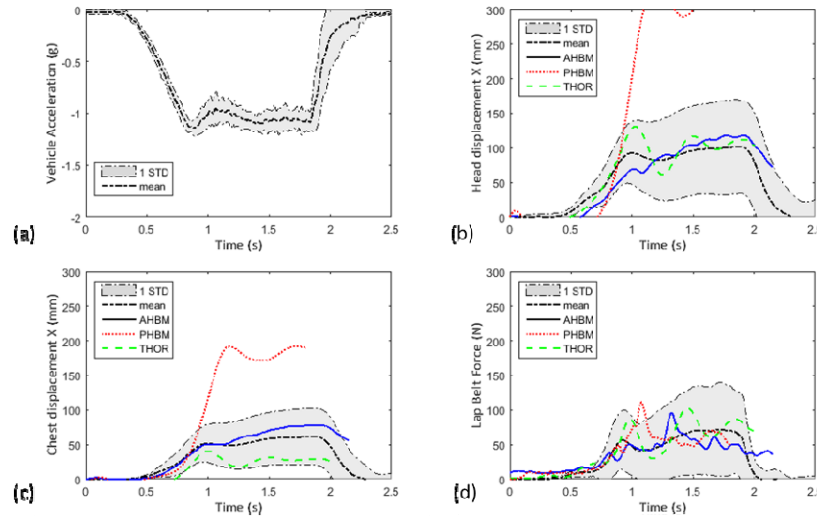 0
-0.5
-1
-1.5
-2
Vehicle Acceleration (g)
1 STD
mean
0 0.5 1 1.5 2 2.5
Time (s)
(a)
300
250
200
150
100
50
0
Head displacement X (mm)
1 STD
mean
AHBM
PHBM
THOR
0 0.5 1 1.5 2 2.5
Time (s)
(b)
300
250
200
150
100
50
0
Chest displacement X (mm)
1 STD
mean
AHBM
PHBM
THOR
0 0.5 1 1.5 2 2.5
Time (s)
(c)
300
250
200
150
100
50
0
Lap Belt Force (N)
1 STD
mean
AHBM
PHBM
THOR
0 0.5 1 1.5 2 2.5
Time (s)
(d)